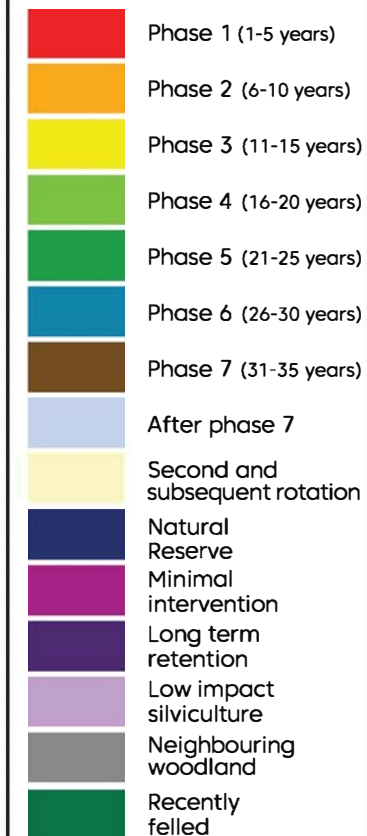 Phase 1 (1-5 years)
Phase 2 (6-10 years)
Phase 3 (11-15 years)
Phase 4 (16-20 years)
Phase 5 (21-25 years)
Phase 6 (26-30 years)
Phase 7 (31-35 years)
After phase 7
Second and
subsequent rotation
Natural
Reserve
Minimal
intervention
Long term
retention
Low impact
silviculture
Neighbouring
woodland
Recently
felled